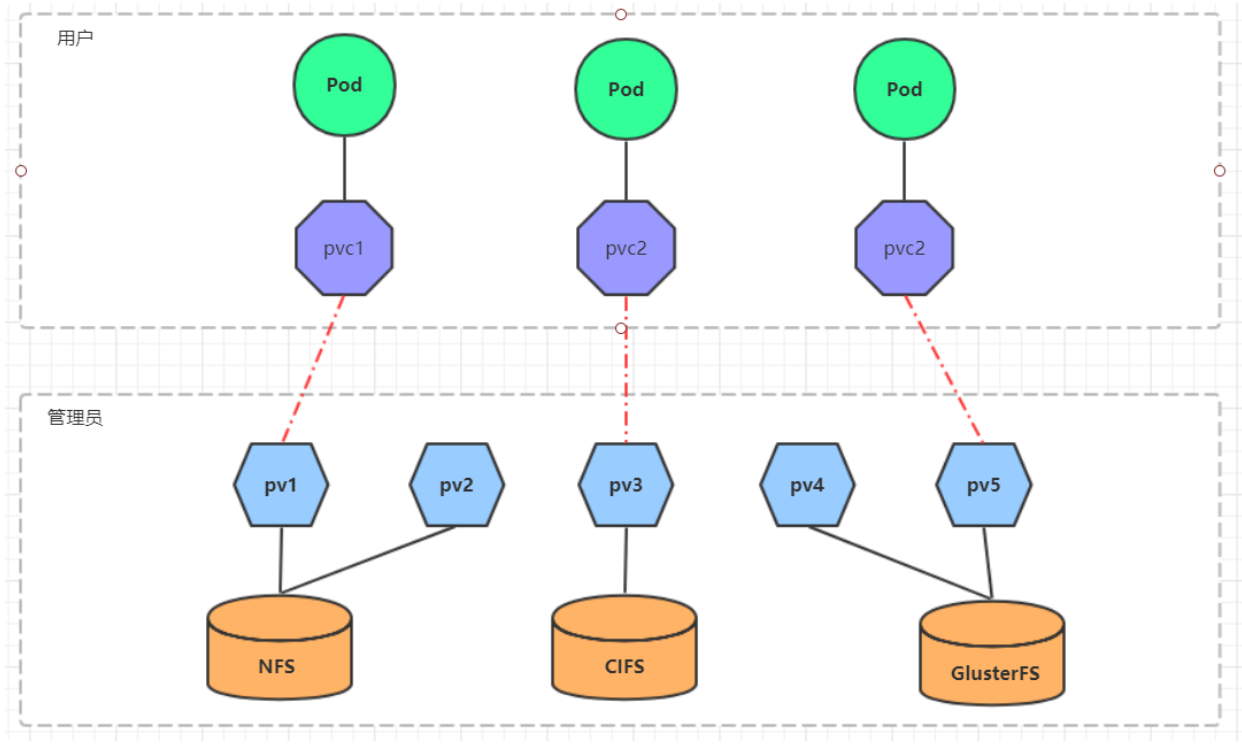 用户
Pod
Pod
Pod
pvc1
pvc2
pvc2
管理员
pv1
pv2
pv3
pv4
pv5
NFS
CIFS
GlusterFS